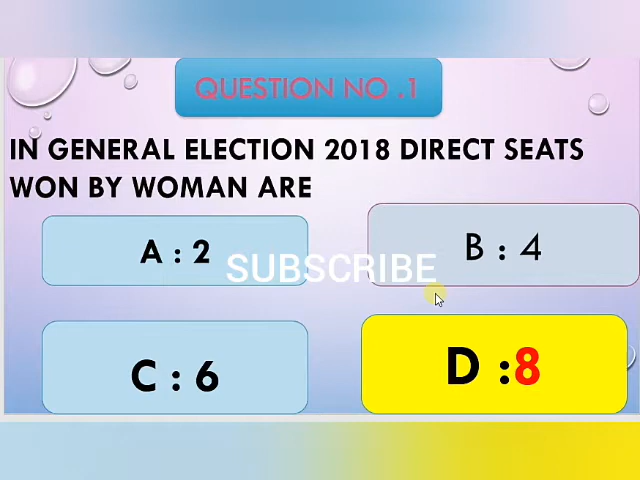 QUESTION NO .1
IN GENERAL ELECTION 2018 DIRECT SEATS
WON BY WOMAN ARE
A : 2
B : 4
SUBSCRIBE
C : 6
D :8